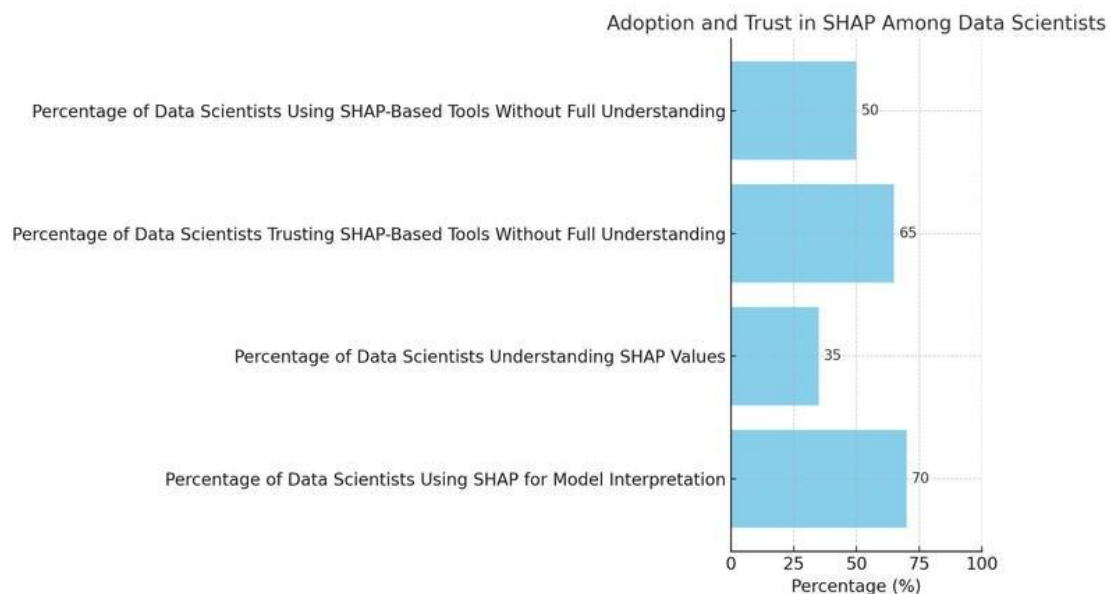 Adoption and Trust in SHAP Among Data Scientists
Percentage of Data Scientists Using SHAP-Based Tools Without Full Understanding
50
Percentage of Data Scientists Trusting SHAP-Based Tools Without Full Understanding
65
Percentage of Data Scientists Understanding SHAP Values
35
Percentage of Data Scientists Using SHAP for Model Interpretation
70
0 25 50 75 100
Percentage (%)